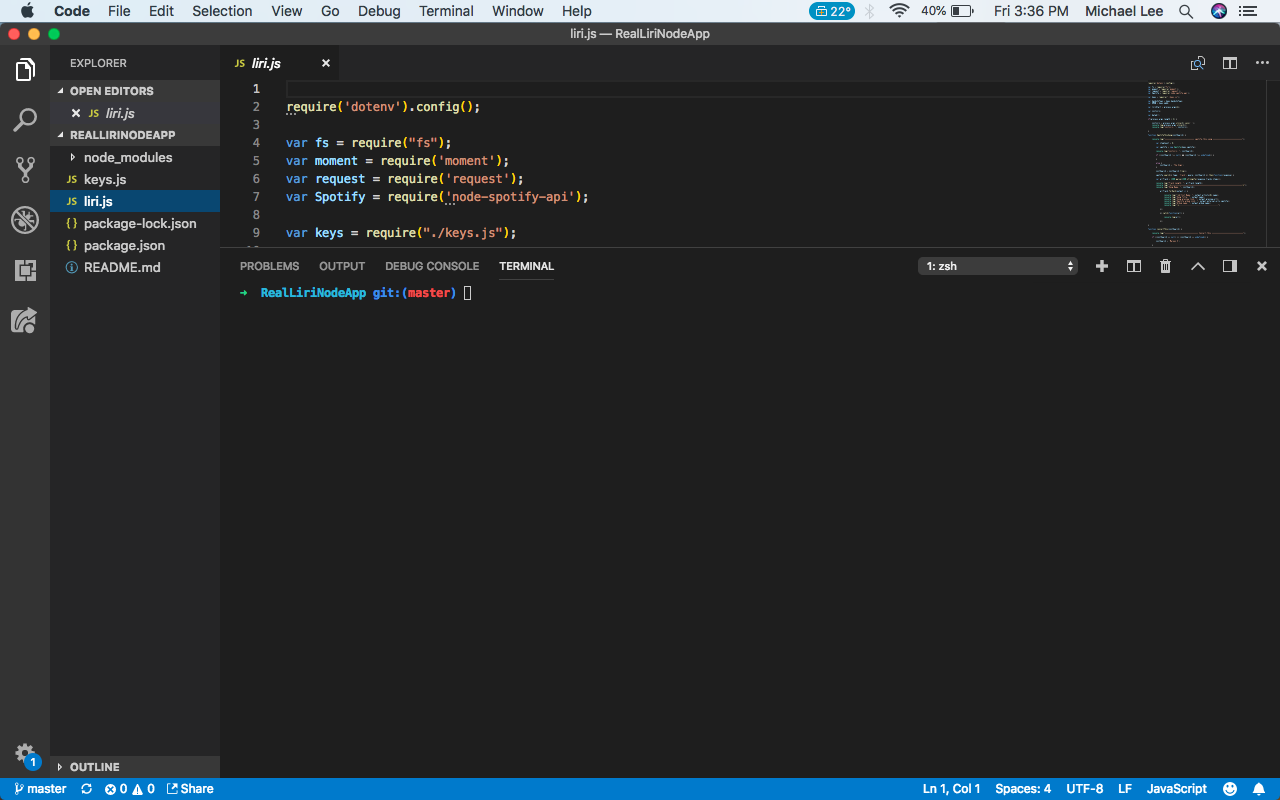 Code File Edit Selection View Go Debug Terminal Window Help 22° 40% Fri 3:36 PM Michael Lee
liri.js — RealLiriNodeApp
EXPLORER
OPEN EDITORS
JS liri.js
REALLIRINODEAPP
node_modules
JS keys.js
JS liri.js
{} package-lock.json
{} package.json
README.md
OUTLINE
1
JS liri.js
1
2 require('dotenv').config();
3
4 var fs = require("fs");
5 var moment = require('moment');
6 var request = require('request');
7 var Spotify = require('node-spotify-api');
8
9 var keys = require("./keys.js");
PROBLEMS OUTPUT DEBUG CONSOLE TERMINAL 1: zsh
➜ RealLiriNodeApp git:(master)
master 0 0 Share Ln 1, Col 1 Spaces: 4 UTF-8 LF JavaScript